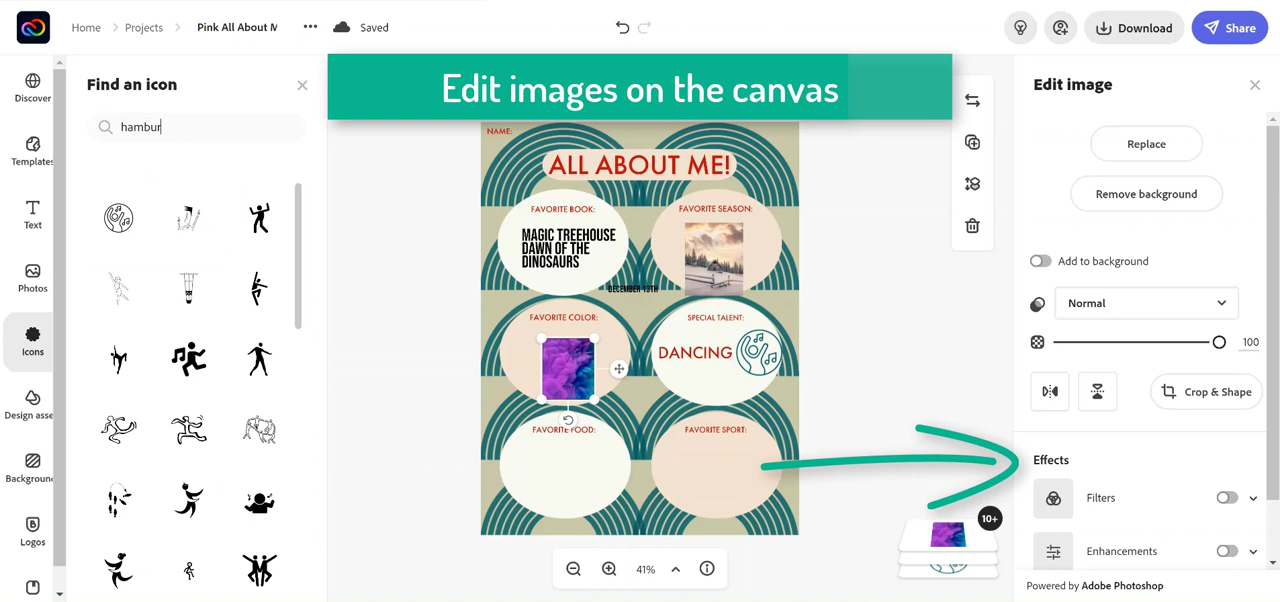 Home
Projects
Pink All About M
Saved
Download
Share
Edit images on the canvas
Discover
Templates
Text
Photos
Icons
Design asse
Background
Logos
Find an icon
hambur
NAME:
ALL ABOUT ME!
FAVORITE BOOK:
MAGIC TREEHOUSE
DAWN OF THE
DINOSAURS
FAVORITE SEASON:
DECEMBER 13TH
FAVORITE COLOR:
SPECIAL TALENT:
DANCING
FAVORITE FOOD:
FAVORITE SPORT:
10+
41%
Edit image
Replace
Remove background
Add to background
Normal
100
Crop & Shape
Effects
Filters
Enhancements
Powered by Adobe Photoshop